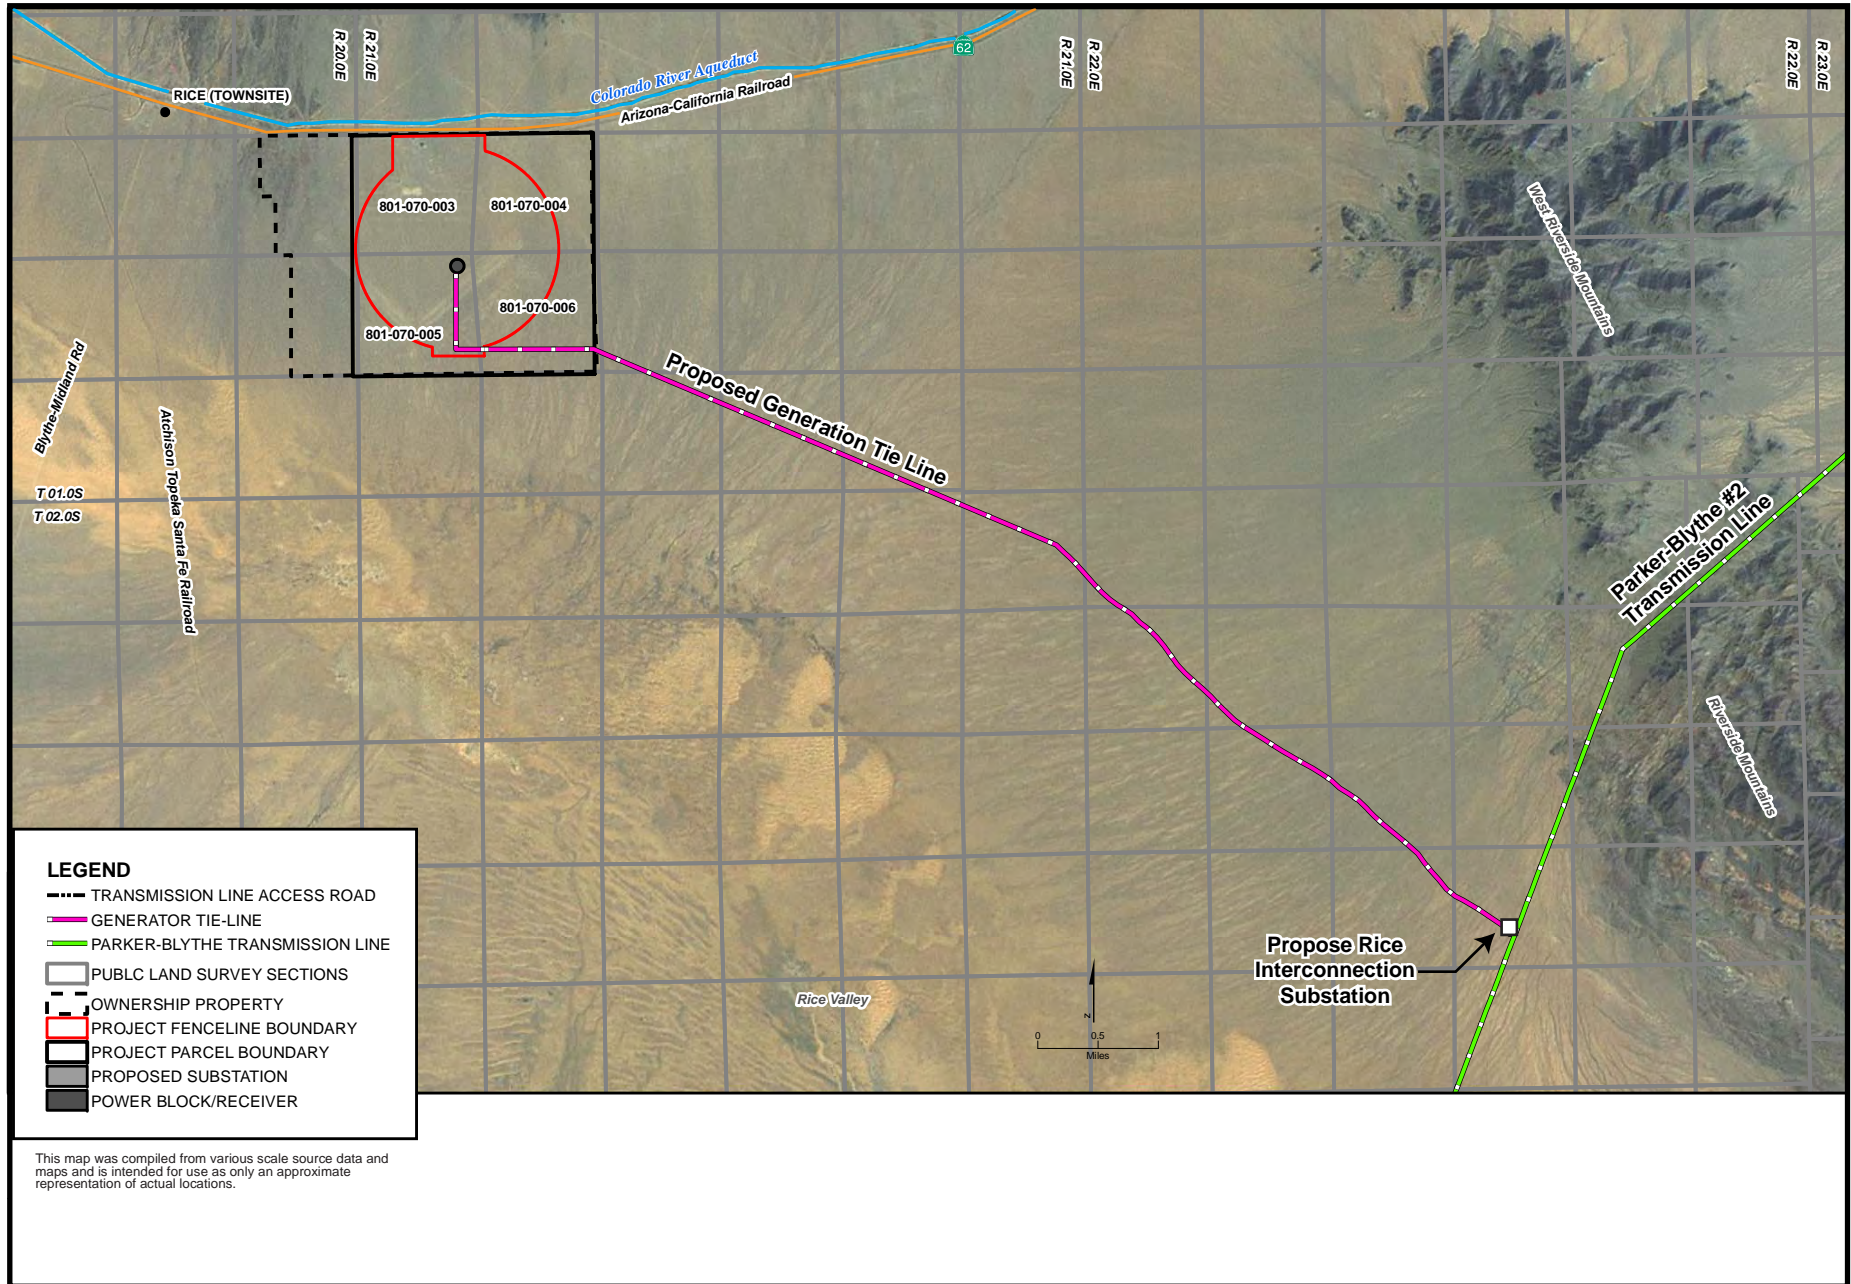 R 20.0E
R 21.0E
62
R 21.0E
R 22.0E
R 22.0E
R 23.0E
Colorado River Aqueduct
Arizona-California Railroad
RICE (TOWNSITE)
801-070-003
801-070-004
801-070-006
801-070-005
West Riverside Mountains
Blythe-Midland Rd
Atchison Topeka Santa Fe Railroad
T 01.0S
T 02.0S
Proposed Generation Tie Line
Parker-Blythe #2
Transmission Line
Riverside Mountains
Propose Rice
Interconnection
Substation
Rice Valley
z
0 0.5 1
Miles
LEGEND
TRANSMISSION LINE ACCESS ROAD
GENERATOR TIE-LINE
PARKER-BLYTHE TRANSMISSION LINE
PUBLC LAND SURVEY SECTIONS
OWNERSHIP PROPERTY
PROJECT FENCELINE BOUNDARY
PROJECT PARCEL BOUNDARY
PROPOSED SUBSTATION
POWER BLOCK/RECEIVER
This map was compiled from various scale source data and
maps and is intended for use as only an approximate
representation of actual locations.